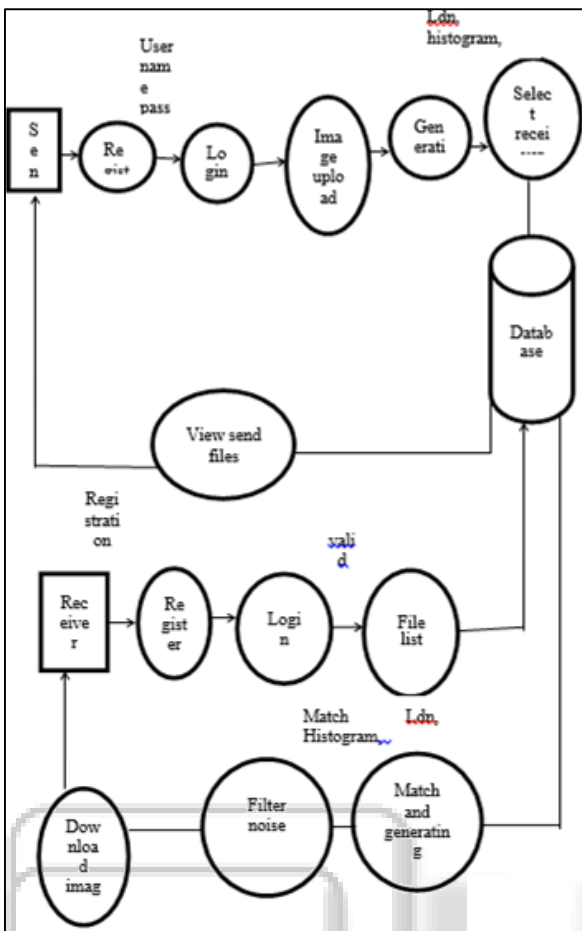 Ldn,
histogram,
User
nam
e
pass
S
e
n
Re
Lo
gin
Ima
ge uplo
ad
Gen
erati
Selec
t
recei
Datab
ase
View send
files
Regi
strati
on
vali
d
Rec
eive
r
Re
gist
er
Logi
n
File
list
Match Ldn,
Histogram,
Dow
nloa
d
imag
Filter
noise
Match
and
generatin
g